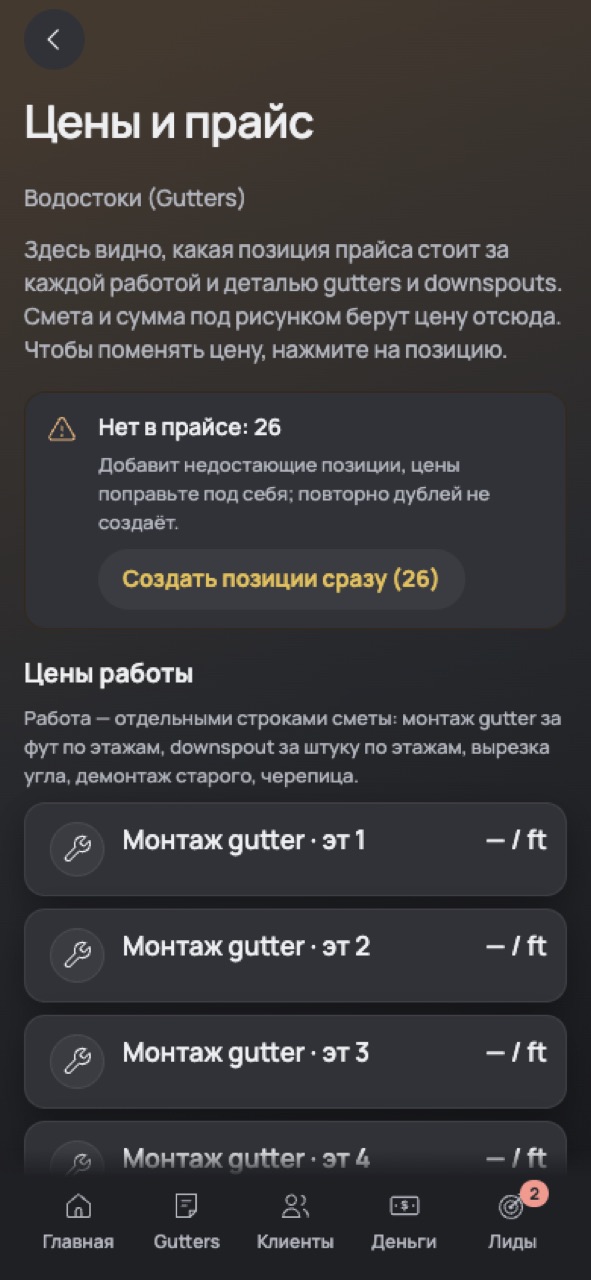 Цены и прайс
Водостоки (Gutters)
Здесь видно, какая позиция прайса стоит за
каждой работой и деталью gutters и downspouts.
Смета и сумма под рисунком берут цену отсюда.
Чтобы поменять цену, нажмите на позицию.
Нет в прайсе: 26
Добавит недостающие позиции, цены
поправьте под себя; повторно дублей не
создаёт.
Создать позиции сразу (26)
Цены работы
Работа — отдельными строками сметы: монтаж gutter за
фут по этажам, downspout за штуку по этажам, вырезка
угла, демонтаж старого, черепица.
Монтаж gutter · эт 1 — / ft
Монтаж gutter · эт 2 — / ft
Монтаж gutter · эт 3 — / ft
Монтаж gutter · эт 4 — / ft
2
Главная Gutters Клиенты Деньги Лиды